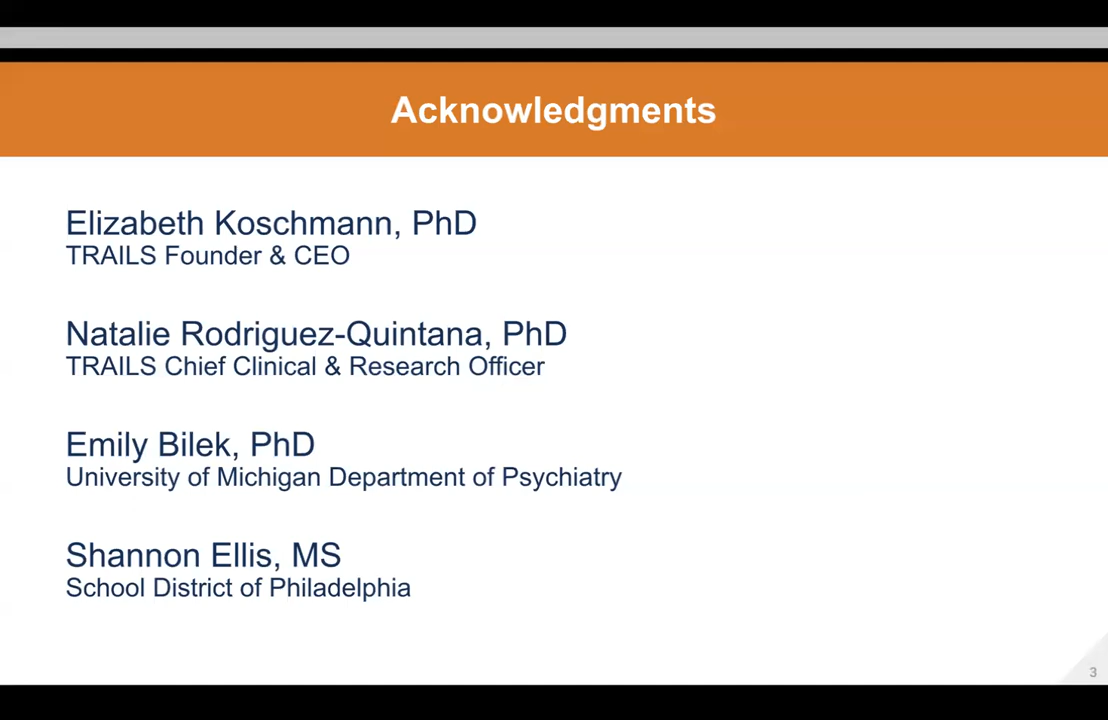 Acknowledgments
Elizabeth Koschmann, PhD
TRAILS Founder & CEO
Natalie Rodriguez-Quintana, PhD
TRAILS Chief Clinical & Research Officer
Emily Bilek, PhD
University of Michigan Department of Psychiatry
Shannon Ellis, MS
School District of Philadelphia
3